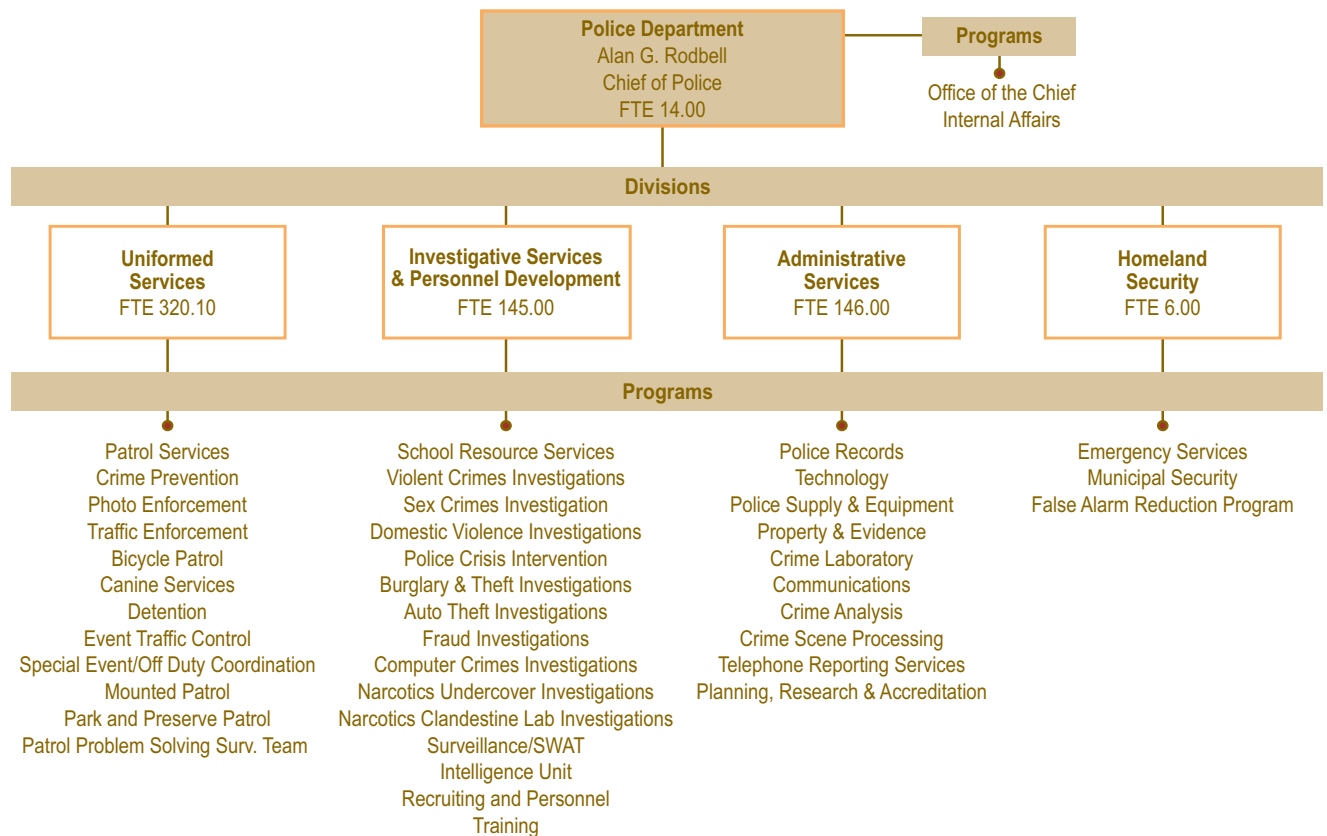 Police Department
Alan G. Rodbell
Chief of Police
FTE 14.00
Programs
Office of the Chief
Internal Affairs
Divisions
Uniformed
Services
FTE 320.10
Investigative Services
& Personnel Development
FTE 145.00
Administrative
Services
FTE 146.00
Homeland
Security
FTE 6.00
Programs
Patrol Services
Crime Prevention
Photo Enforcement
Traffic Enforcement
Bicycle Patrol
Canine Services
Detention
Event Traffic Control
Special Event/Off Duty Coordination
Mounted Patrol
Park and Preserve Patrol
Patrol Problem Solving Surv. Team
School Resource Services
Violent Crimes Investigations
Sex Crimes Investigation
Domestic Violence Investigations
Police Crisis Intervention
Burglary & Theft Investigations
Auto Theft Investigations
Fraud Investigations
Computer Crimes Investigations
Narcotics Undercover Investigations
Narcotics Clandestine Lab Investigations
Surveillance/SWAT
Intelligence Unit
Recruiting and Personnel
Training
Police Records
Technology
Police Supply & Equipment
Property & Evidence
Crime Laboratory
Communications
Crime Analysis
Crime Scene Processing
Telephone Reporting Services
Planning, Research & Accreditation
Emergency Services
Municipal Security
False Alarm Reduction Program